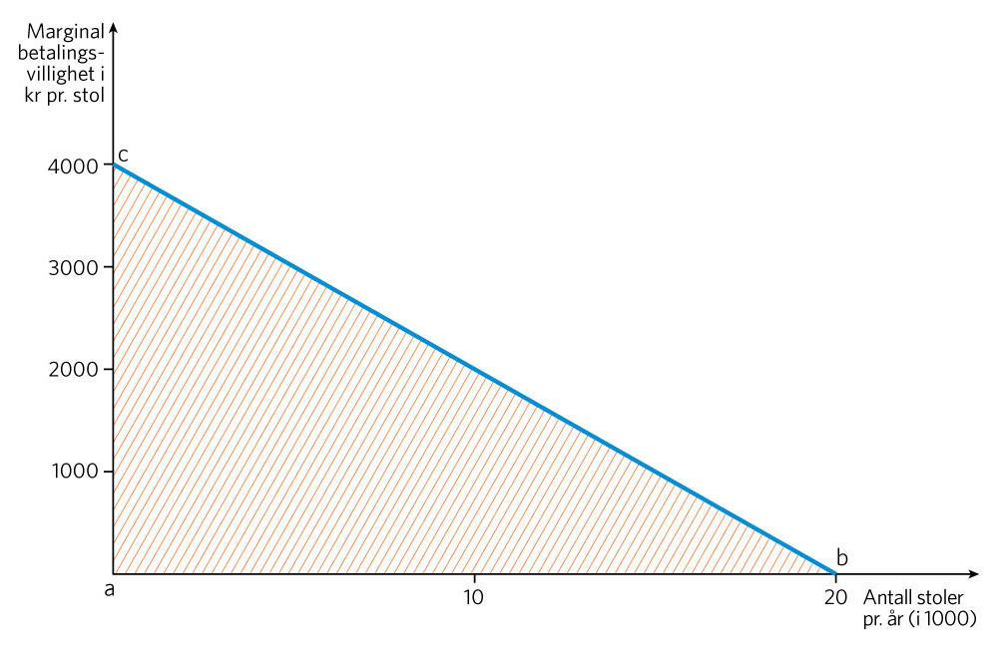 Marginal
betalings-
villighet i
kr pr. stol
c
4000
3000
2000
1000
b
a
10
20
Antall stoler
pr. år (i 1000)